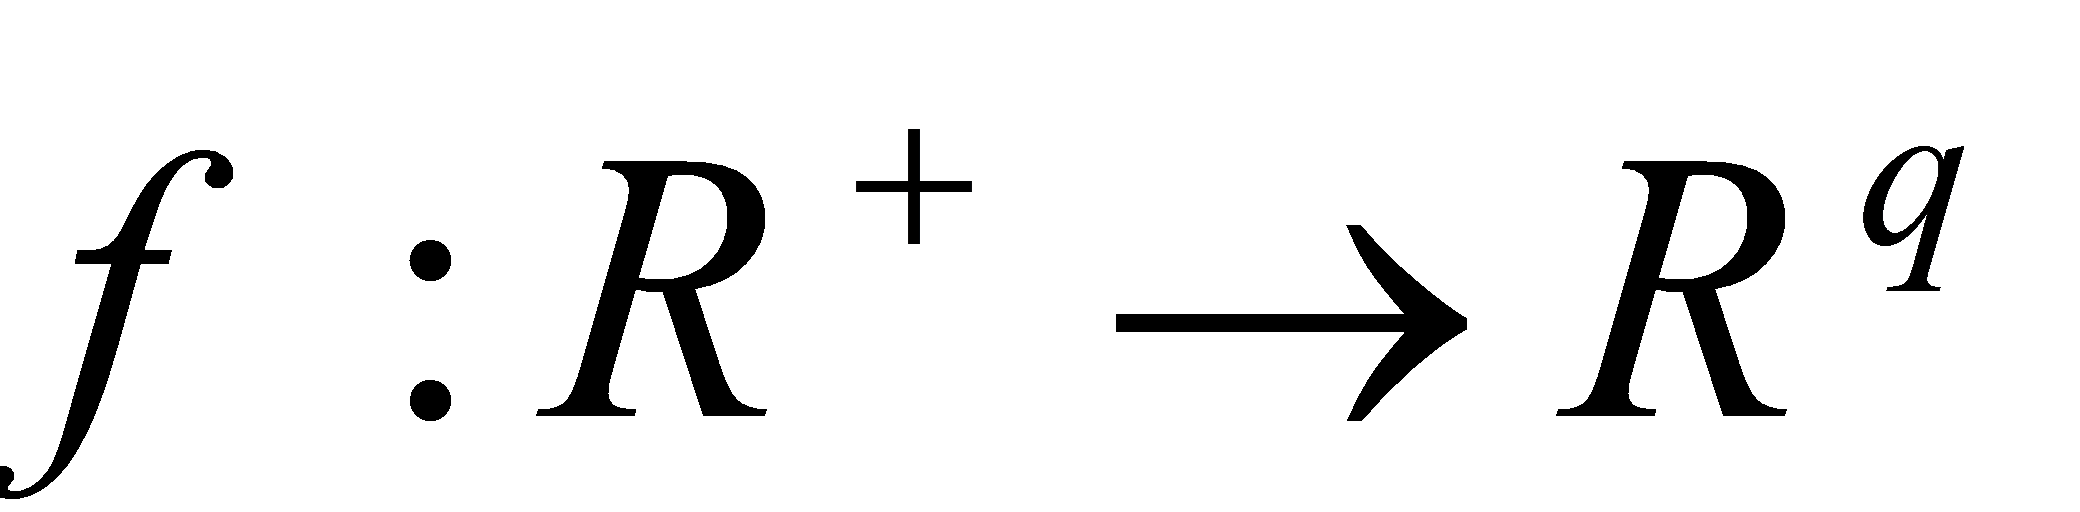 f : R⁺ → R^q